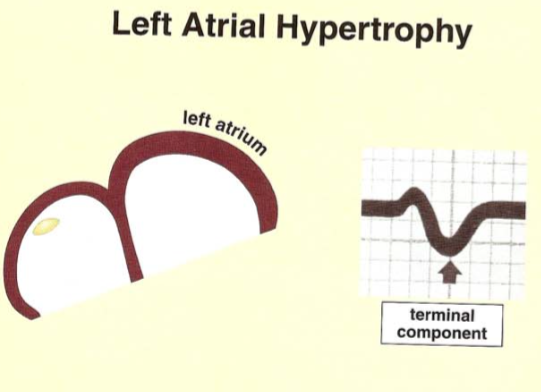 Left Atrial Hypertrophy
left atrium
terminal
component